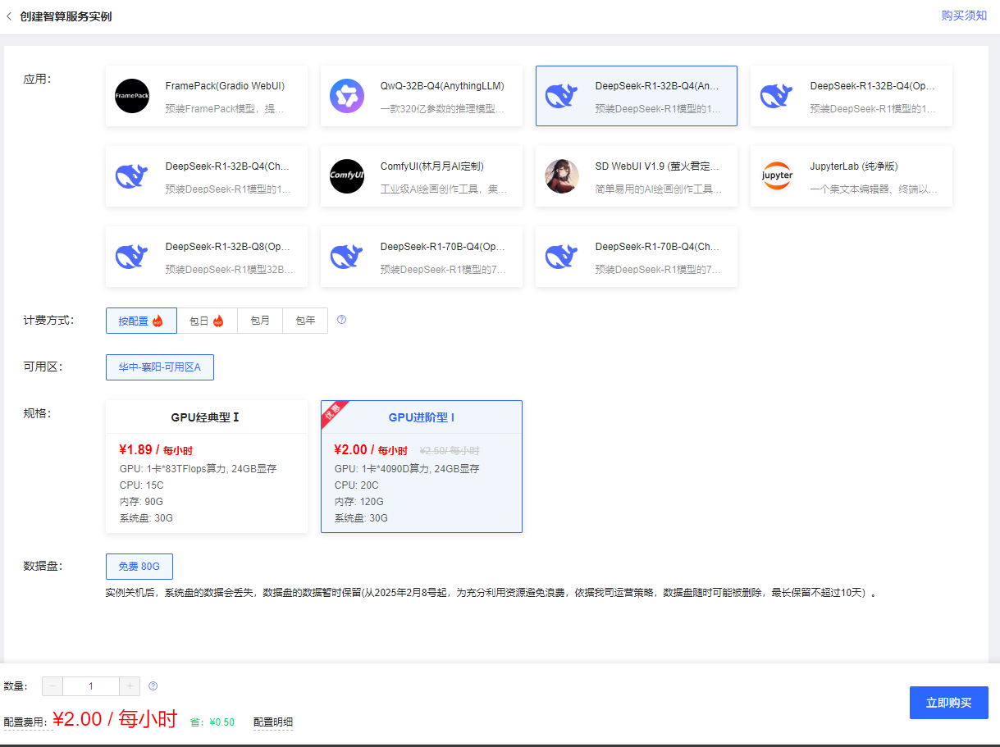 创建智算服务实例
购买须知
应用：
FramePack
FramePack(Gradio WebUI)
预装FramePack模型，提...
QwQ-32B-Q4(AnythingLLM)
一款320亿参数的推理模型...
DeepSeek-R1-32B-Q4(An...
预装DeepSeek-R1模型的1...
DeepSeek-R1-32B-Q4(Op...
预装DeepSeek-R1模型的1...
DeepSeek-R1-32B-Q4(Ch...
预装DeepSeek-R1模型的1...
ComfyUI
ComfyUI(林月月AI定制)
工业级AI绘画创作工具，集...
SD WebUI V1.9 (萤火君定...
简单易用的AI绘画创作工具...
jupyter
JupyterLab (纯净版)
一个集文本编辑器、终端以...
DeepSeek-R1-32B-Q8(Op...
预装DeepSeek-R1模型32B...
DeepSeek-R1-70B-Q4(Op...
预装DeepSeek-R1模型的7...
DeepSeek-R1-70B-Q4(Ch...
预装DeepSeek-R1模型的7...
计费方式：
按配置 HOT
包日 HOT
包月
包年
可用区：
华中-襄阳-可用区A
规格：
GPU经典型 I
¥1.89 / 每小时
GPU: 1卡*83TFlops算力, 24GB显存
CPU: 15C
内存: 90G
系统盘: 30G
优惠
GPU进阶型 I
¥2.00 / 每小时 ¥2.50/ 每小时
GPU: 1卡*4090D算力, 24GB显存
CPU: 20C
内存: 120G
系统盘: 30G
数据盘：
免费 80G
实例关机后，系统盘的数据会丢失，数据盘的数据暂时保留(从2025年2月8号起，为充分利用资源避免浪费，依据我司运营策略，数据盘随时可能被删除，最长保留不超过10天）。
数量：
1
立即购买
配置费用： ¥2.00 / 每小时 省：¥0.50 配置明细